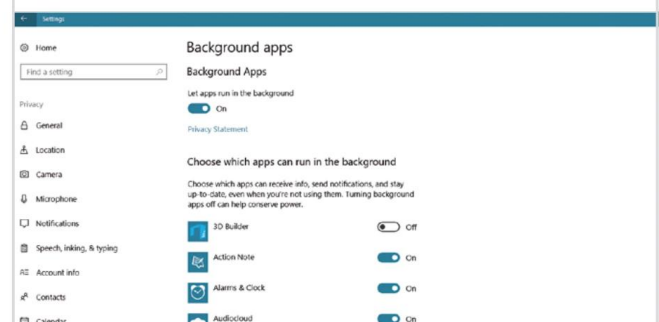 Settings
Home
Find a setting
Privacy
General
Location
Camera
Microphone
Notifications
Speech, inking, & typing
Account info
Contacts
Calendar
Background apps
Background Apps
Let apps run in the background
On
Privacy Statement
Choose which apps can run in the background
Choose which apps can receive info, send notifications, and stay
up-to-date, even when you're not using them. Turning background
apps off can help conserve power.
3D Builder Off
Action Note On
Alarms & Clock On
Audiocloud On